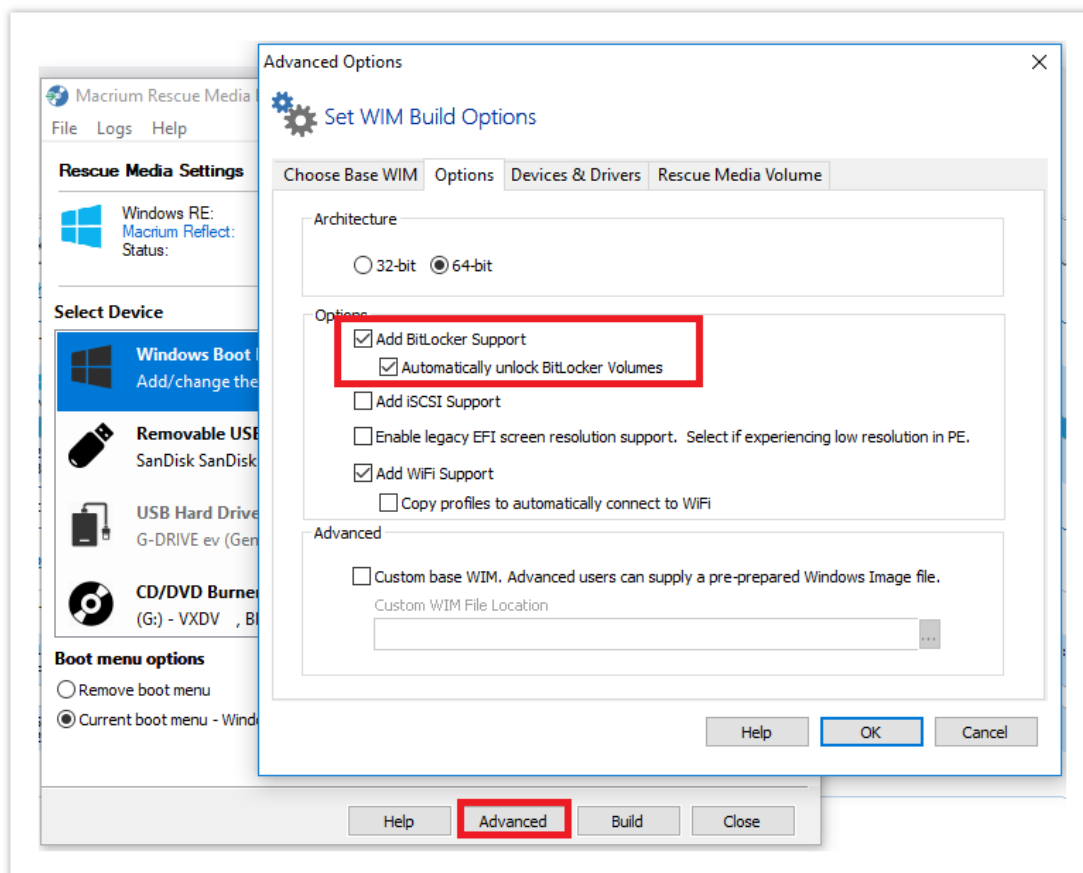 Advanced Options
Set WIM Build Options
Choose Base WIM Options Devices & Drivers Rescue Media Volume
Architecture
32-bit 64-bit
Options
Add BitLocker Support
Automatically unlock BitLocker Volumes
Add iSCSI Support
Enable legacy EFI screen resolution support. Select if experiencing low resolution in PE.
Add WiFi Support
Copy profiles to automatically connect to WiFi
Advanced
Custom base WIM. Advanced users can supply a pre-prepared Windows Image file.
Custom WIM File Location
...
Help OK Cancel
Macrium Rescue Media
File Logs Help
Rescue Media Settings
Windows RE:
Macrium Reflect:
Status:
Select Device
Windows Boot
Add/change the
Removable USB
SanDisk SanDisk
USB Hard Drive
G-DRIVE ev (Gen
CD/DVD Burner
(G:) - VXDV , B
Boot menu options
Remove boot menu
Current boot menu - Wind
Help Advanced Build Close